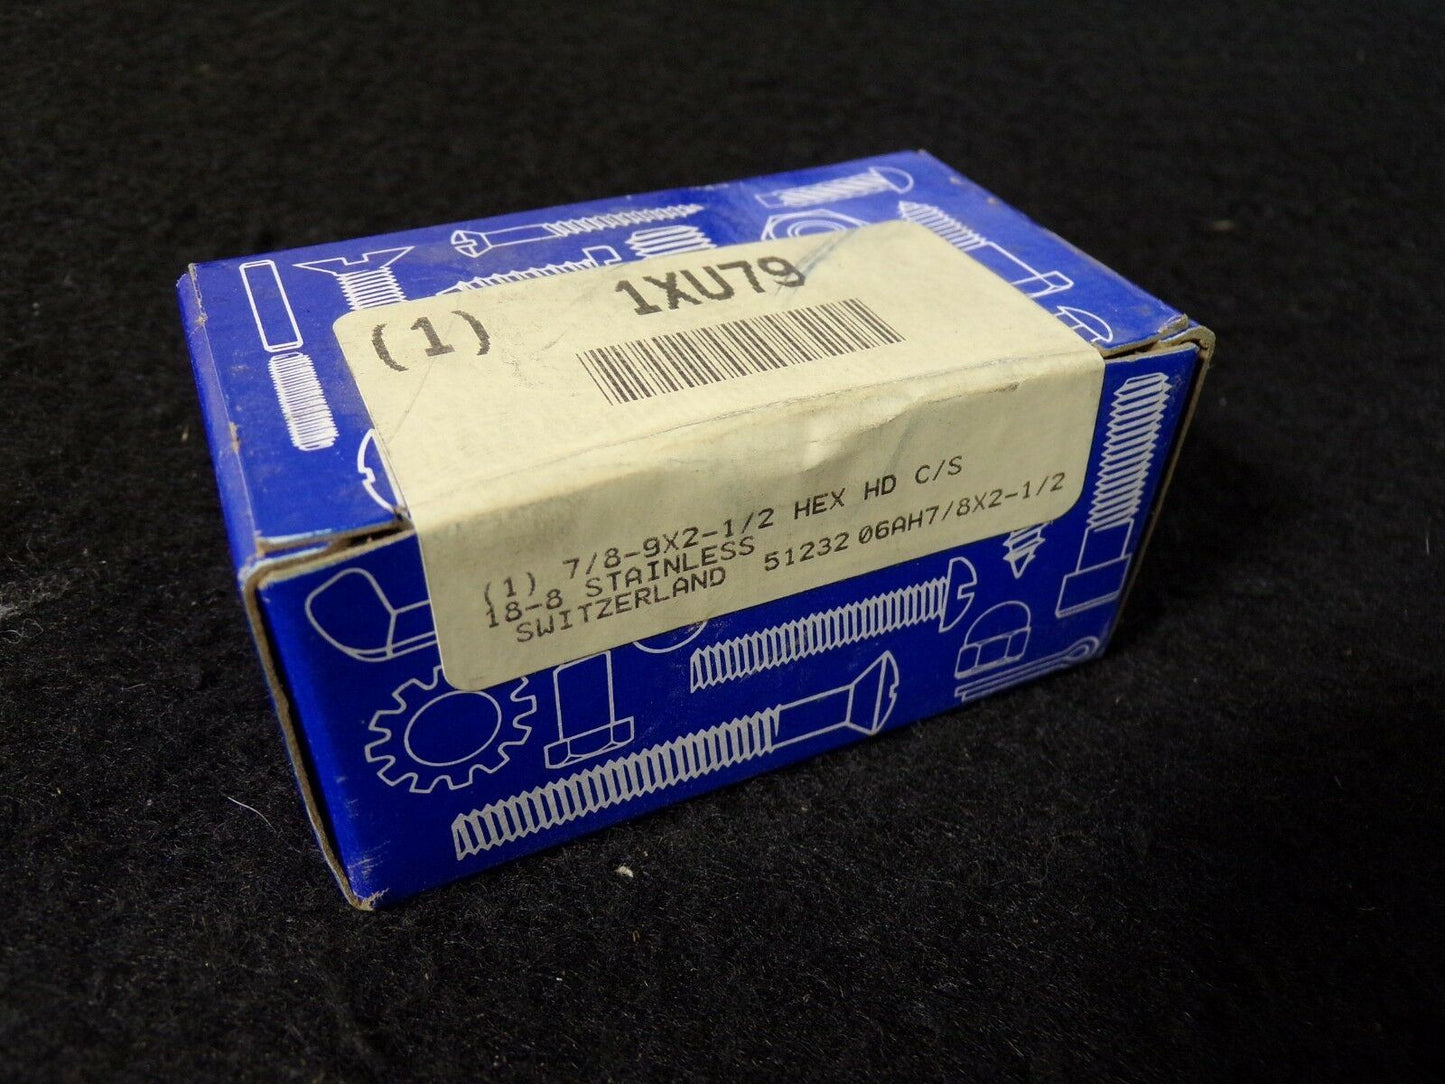 (1) 1XU79
(1) 7/8-9X2-1/2 HEX HD C/S
18-8 STAINLESS
SWITZERLAND 51232 06AH7/8X2-1/2